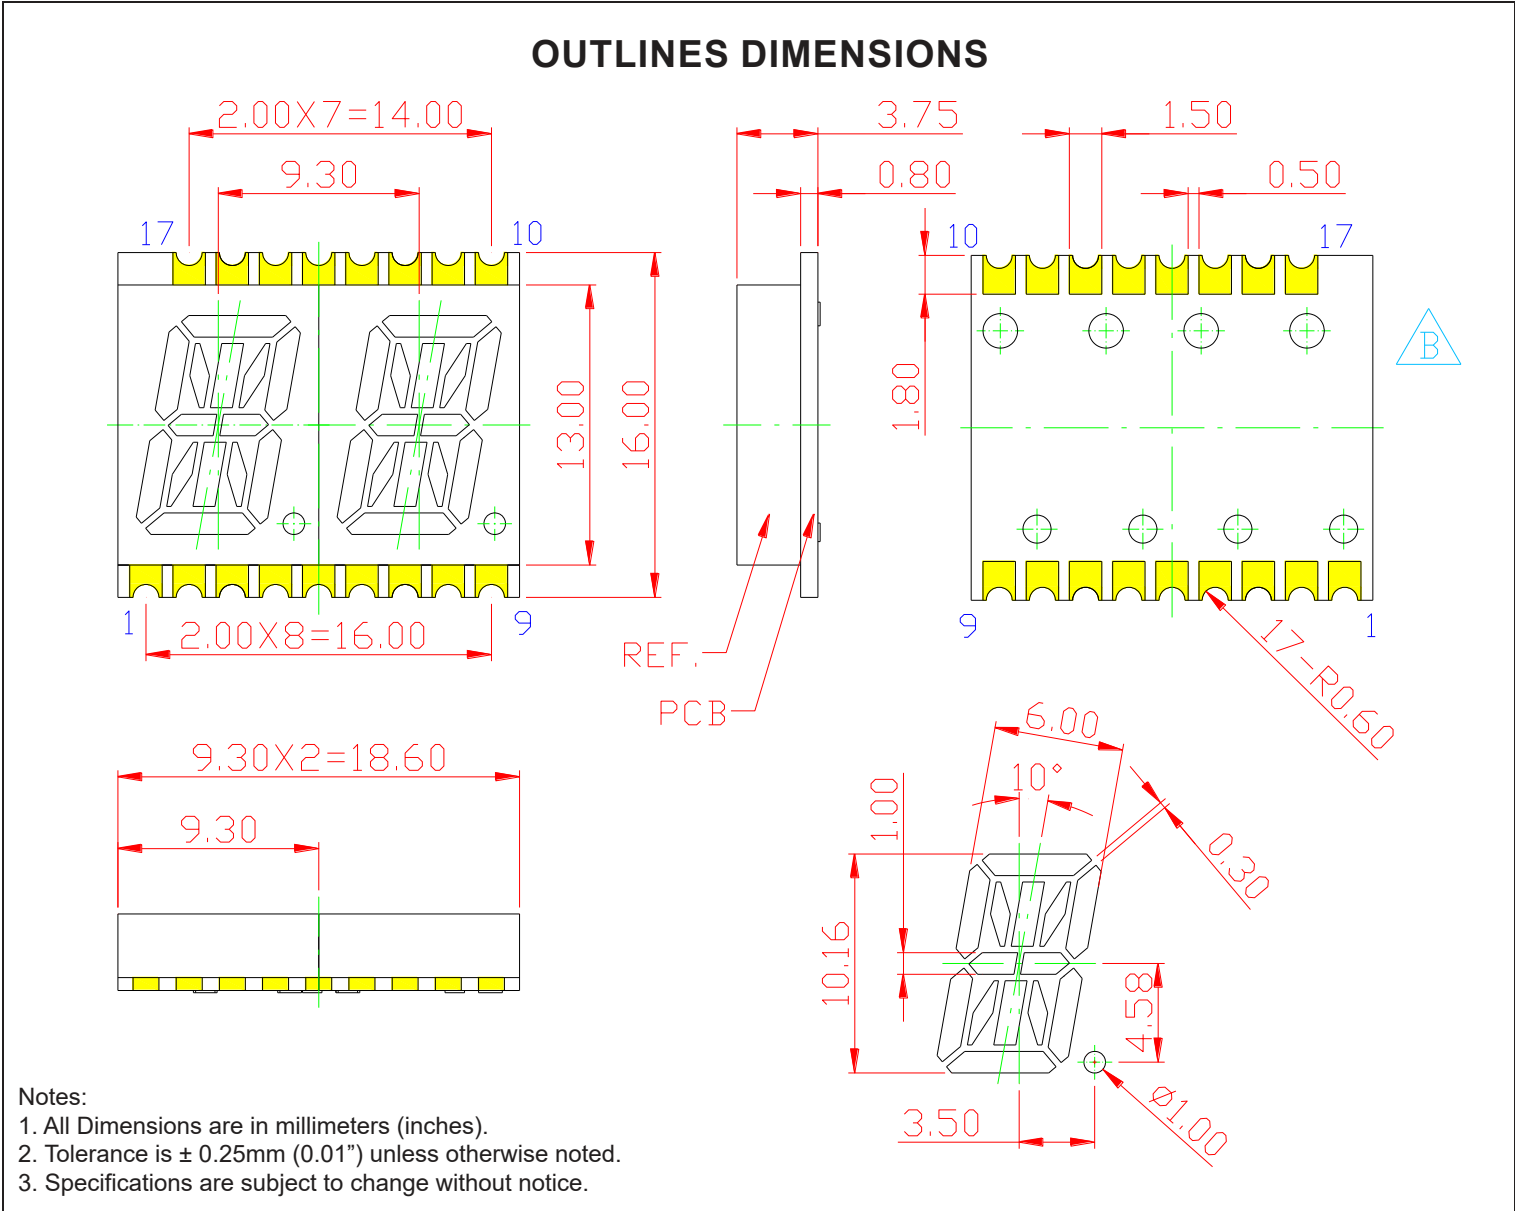 OUTLINES DIMENSIONS
2.00X7=14.00
9.30
17
10
13.00
16.00
1
9
2.00X8=16.00
3.75
0.80
REF.
PCB
1.50
0.50
10
17
1.80
B
9
1
17-R0.60
9.30X2=18.60
9.30
6.00
10°
1.00
0.30
10.16
4.58
3.50
Ø1.00
Notes:
1. All Dimensions are in millimeters (inches).
2. Tolerance is ± 0.25mm (0.01”) unless otherwise noted.
3. Specifications are subject to change without notice.